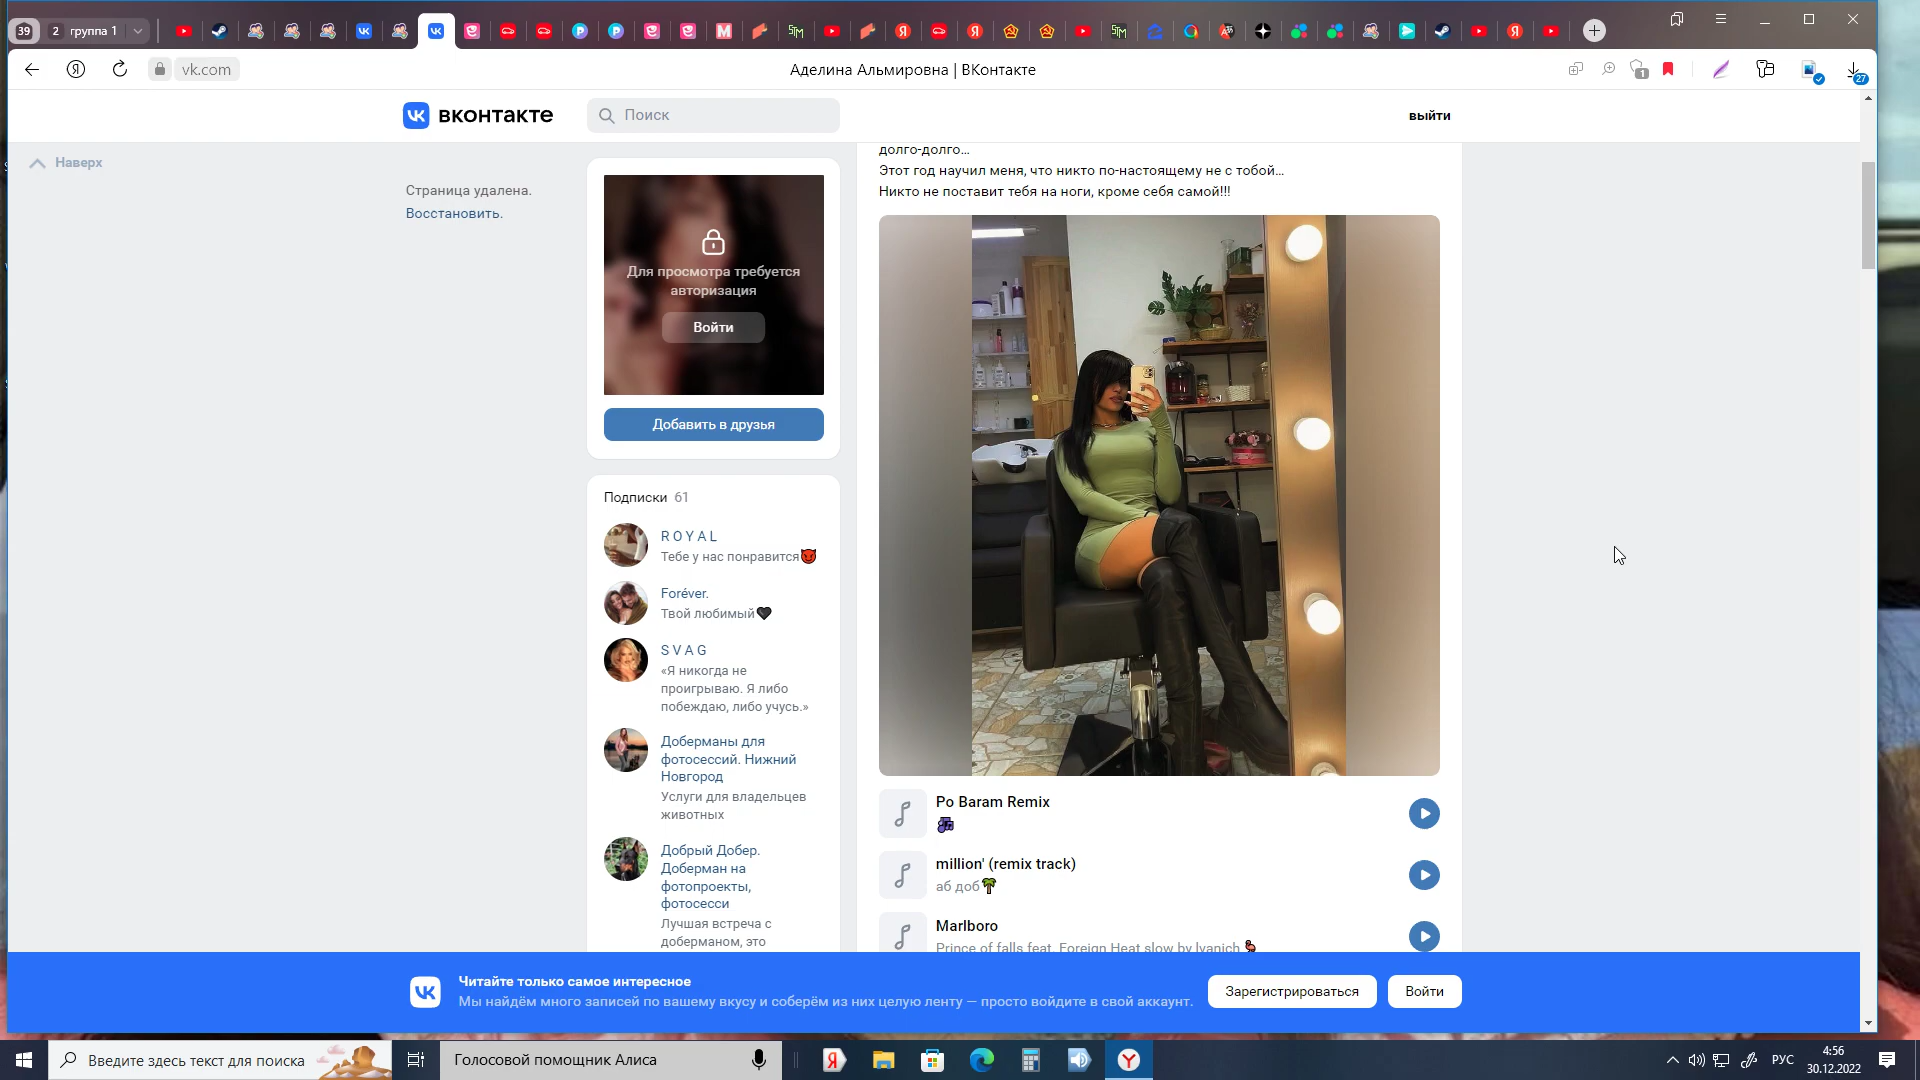 39
2 группа 1
vk.com
Аделина Альмировна | ВКонтакте
1
27
вконтакте
Поиск
выйти
Наверх
Страница удалена.
Восстановить.
Для просмотра требуется
авторизация
Войти
Добавить в друзья
Подписки 61
R O Y A L
Тебе у нас понравится😈
Foréver.
Твой любимый🖤
S V A G
«Я никогда не
проигрываю. Я либо
побеждаю, либо учусь.»
Доберманы для
фотосессий. Нижний
Новгород
Услуги для владельцев
животных
Добрый Добер.
Доберман на
фотопроекты,
фотосесси
Лучшая встреча с
доберманом, это
долго-долго...
Этот год научил меня, что никто по-настоящему не с тобой...
Никто не поставит тебя на ноги, кроме себя самой!!!
Po Baram Remix
🎶
million' (remix track)
аб доб🌴
Marlboro
Prince of falls feat. Foreign Heat slow by lvanich
Читайте только самое интересное
Мы найдём много записей по вашему вкусу и соберём из них целую ленту — просто войдите в свой аккаунт.
Зарегистрироваться
Войти
Введите здесь текст для поиска
Голосовой помощник Алиса
РУС
4:56
30.12.2022